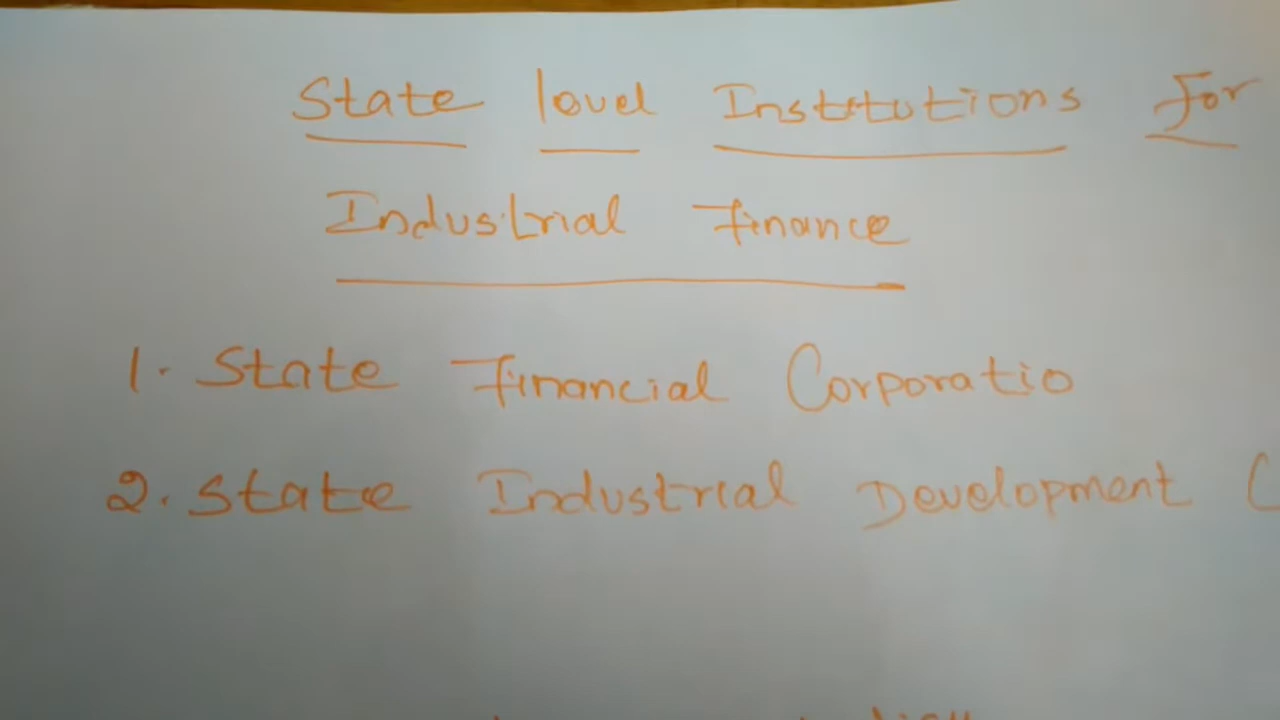 State level Institutions for
Industrial Finance
1. State Financial Corporatio
2. State Industrial Development C